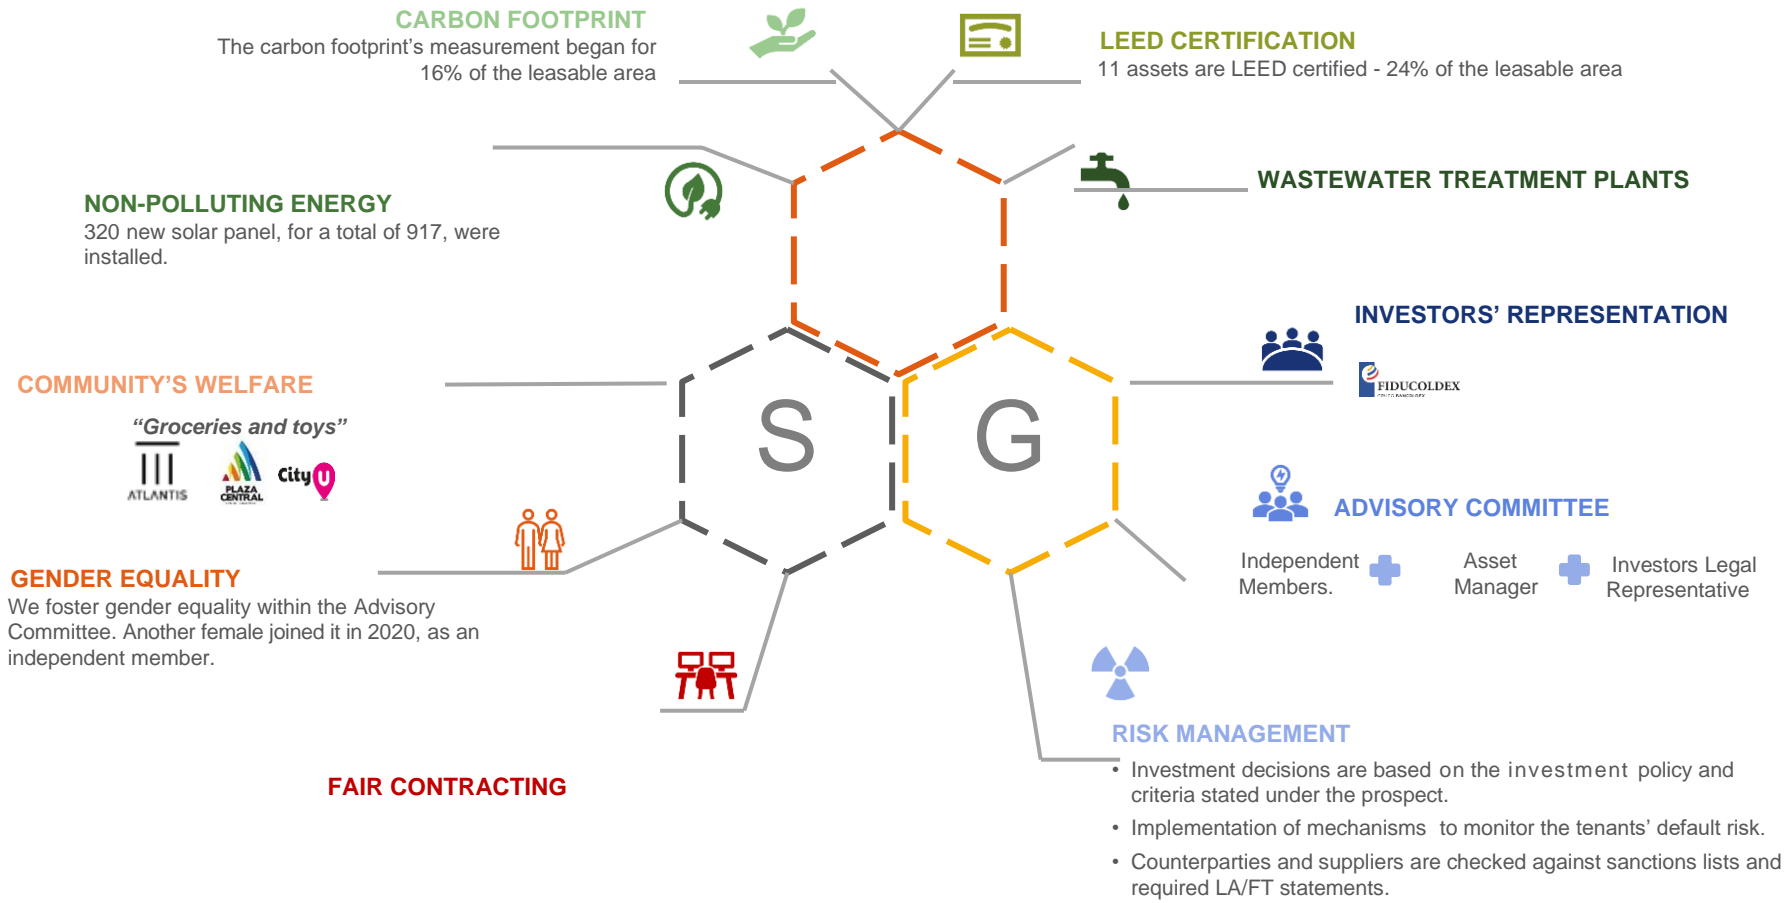 CARBON FOOTPRINT
The carbon footprint's measurement began for
16% of the leasable area
LEED CERTIFICATION
11 assets are LEED certified - 24% of the leasable area
NON-POLLUTING ENERGY
320 new solar panel, for a total of 917, were
installed.
WASTEWATER TREATMENT PLANTS
INVESTORS' REPRESENTATION
FIDUCOLDEX
COMMUNITY'S WELFARE
“Groceries and toys”
ATLANTIS
PLAZA
CENTRAL
City U
S
G
ADVISORY COMMITTEE
Independent
Members.
Asset
Manager
Investors Legal
Representative
GENDER EQUALITY
We foster gender equality within the Advisory
Committee. Another female joined it in 2020, as an
independent member.
FAIR CONTRACTING
RISK MANAGEMENT
• Investment decisions are based on the investment policy and
criteria stated under the prospect.
• Implementation of mechanisms to monitor the tenants' default risk.
• Counterparties and suppliers are checked against sanctions lists and
required LA/FT statements.